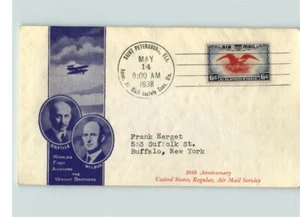 SAINT PETERSBURG, FLA.
MAY
14
9:00 AM
1938
AIR MAIL
6c 6c
ORVILLE
WILBUR
WORLDS
FIRST
AVIATORS
THE
WRIGHT BROTHERS
Frank Herget
583 Suffolk St.
Buffalo, New York
20th Anniversary
United States, Regular, Air Mail Service